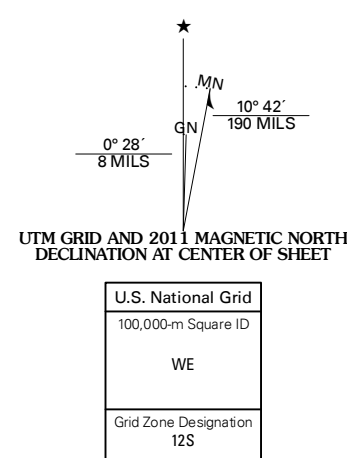 ★
MN
GN
10° 42´
190 MILS
0° 28´
8 MILS
UTM GRID AND 2011 MAGNETIC NORTH
DECLINATION AT CENTER OF SHEET
U.S. National Grid
100,000-m Square ID
WE
Grid Zone Designation
12S